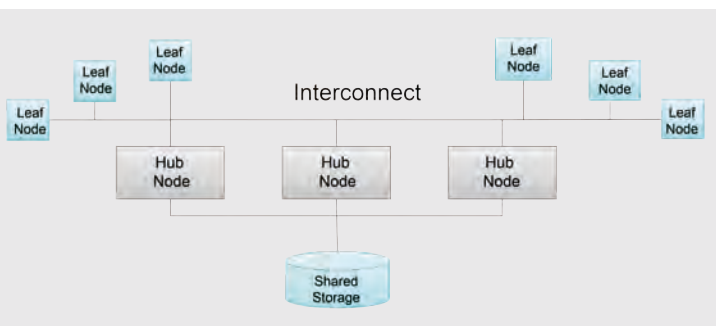 Leaf
Node
Leaf
Node
Leaf
Node
Interconnect
Leaf
Node
Leaf
Node
Leaf
Node
Hub
Node
Hub
Node
Hub
Node
Shared
Storage